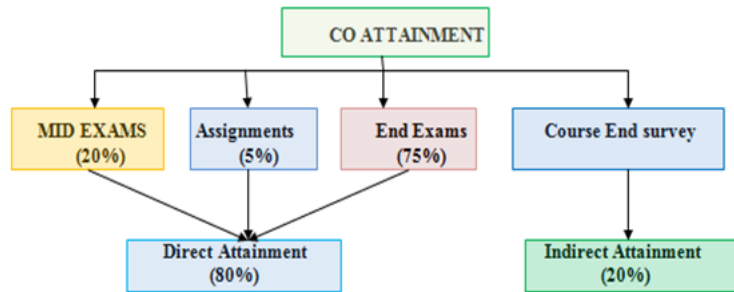 CO ATTAINMENT
MID EXAMS
(20%)
Assignments
(5%)
End Exams
(75%)
Course End survey
Direct Attainment
(80%)
Indirect Attainment
(20%)